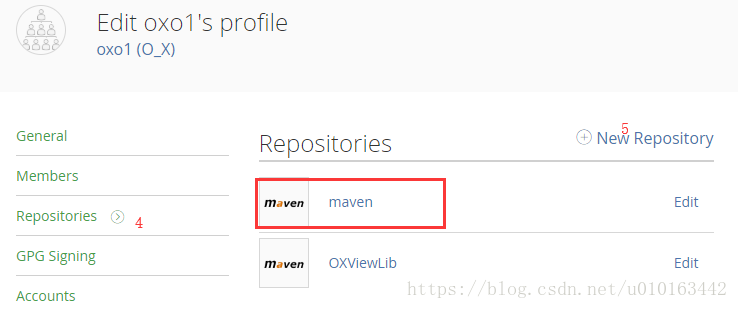 Edit oxo1's profile
oxo1 (O_X)
General
Members
Repositories 4
GPG Signing
Accounts
Repositories
5
New Repository
maven maven Edit
maven OXViewLib Edit
https://blog.csdn.net/u010163442